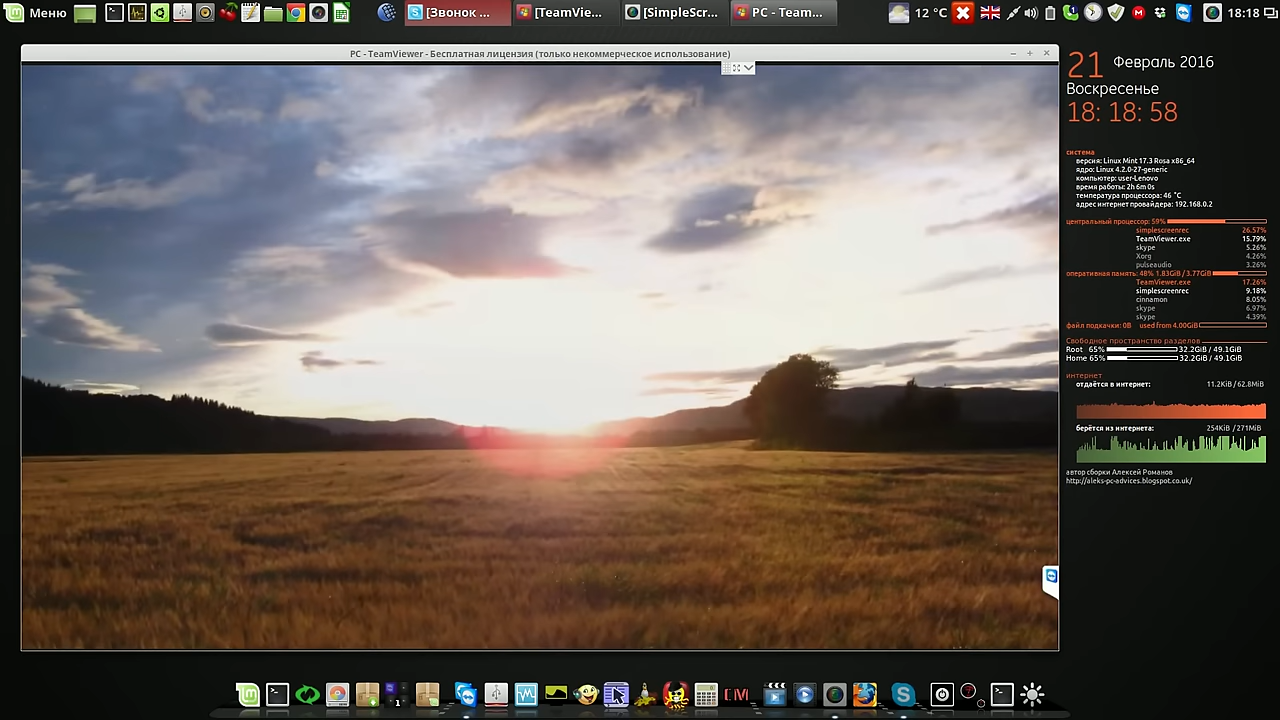 Меню
[Звонок ...
[TeamVie...
[SimpleScr...
PC - Team...
12 °C
18:18
PC - TeamViewer - Бесплатная лицензия (только некоммерческое использование)
21 Февраль 2016
Воскресенье
18: 18: 58
система
версия: Linux Mint 17.3 Rosa x86_64
ядро: Linux 4.2.0-27-generic
компьютер: user-Lenovo
время работы: 2h 6m 0s
температура процессора: 46 °C
адрес интернет провайдера: 192.168.0.2
центральный процессор: 59%
simplescreenrec 26.57%
TeamViewer.exe 15.79%
skype 5.26%
Xorg 4.26%
pulseaudio 3.26%
оперативная память: 48% 1.83GiB / 3.77GiB
TeamViewer.exe 17.26%
simplescreenrec 9.18%
cinnamon 8.05%
skype 6.97%
skype 4.39%
файл подкачки: 0B used from 4.00GiB
Свободное пространство разделов
Root 65% 32.2GiB / 49.1GiB
Home 65% 32.2GiB / 49.1GiB
интернет
отдаётся в интернет: 11.2KiB / 62.8MiB
берётся из интернета: 254KiB / 271MiB
автор сборки Алексей Романов
http://aleks-pc-advices.blogspot.co.uk/